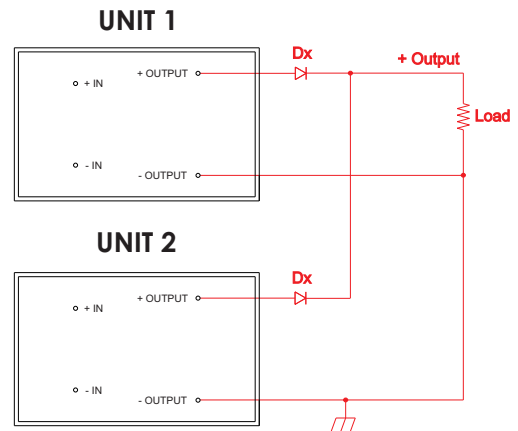 UNIT 1
Dx
+ Output
+ OUTPUT
+ IN
Load
- IN
- OUTPUT
UNIT 2
Dx
+ OUTPUT
+ IN
- IN
- OUTPUT